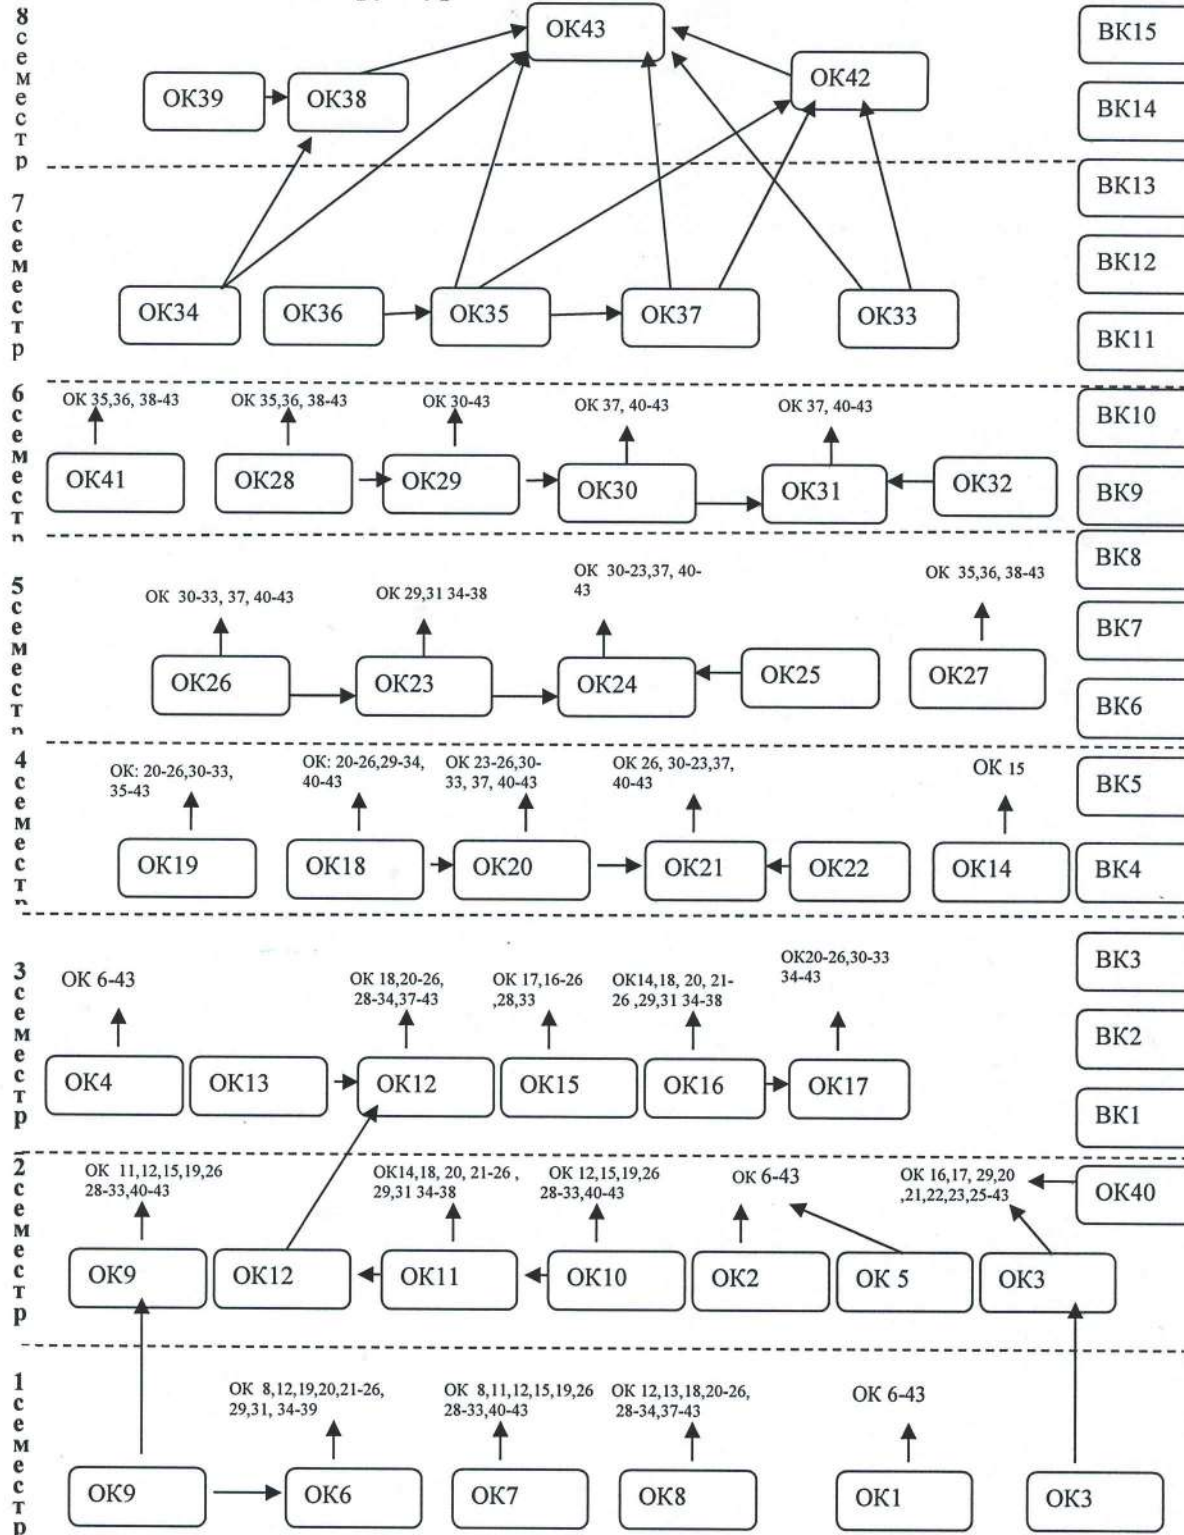 8 семестр
ОК43
ВК15
ОК39
ОК38
ОК42
ВК14
7 семестр
ВК13
ВК12
ОК34
ОК36
ОК35
ОК37
ОК33
ВК11
6 семестр
ОК 35,36, 38-43
ОК 35,36, 38-43
ОК 30-43
ОК 37, 40-43
ОК 37, 40-43
ВК10
ОК41
ОК28
ОК29
ОК30
ОК31
ОК32
ВК9
5 семестр
ВК8
ОК 30-33, 37, 40-43
ОК 29,31 34-38
ОК 30-23,37, 40-
43
ОК 35,36, 38-43
ВК7
ОК26
ОК23
ОК24
ОК25
ОК27
ВК6
4 семестр
ОК: 20-26,30-33,
35-43
ОК: 20-26,29-34,
40-43
ОК 23-26,30-
33, 37, 40-43
ОК 26, 30-23,37,
40-43
ОК 15
ВК5
ОК19
ОК18
ОК20
ОК21
ОК22
ОК14
ВК4
3 семестр
ОК 6-43
ОК 18,20-26,
28-34,37-43
ОК 17,16-26
,28,33
ОК14,18, 20, 21-
26 ,29,31 34-38
ОК20-26,30-33
34-43
ВК3
ВК2
ОК4
ОК13
ОК12
ОК15
ОК16
ОК17
ВК1
2 семестр
ОК 11,12,15,19,26
28-33,40-43
ОК14,18, 20, 21-26 ,
29,31 34-38
ОК 12,15,19,26
28-33,40-43
ОК 6-43
ОК 16,17, 29,20
,21,22,23,25-43
ОК40
ОК9
ОК12
ОК11
ОК10
ОК2
ОК 5
ОК3
1 семестр
ОК 8,12,19,20,21-26,
29,31, 34-39
ОК 8,11,12,15,19,26
28-33,40-43
ОК 12,13,18,20-26,
28-34,37-43
ОК 6-43
ОК9
ОК6
ОК7
ОК8
ОК1
ОК3